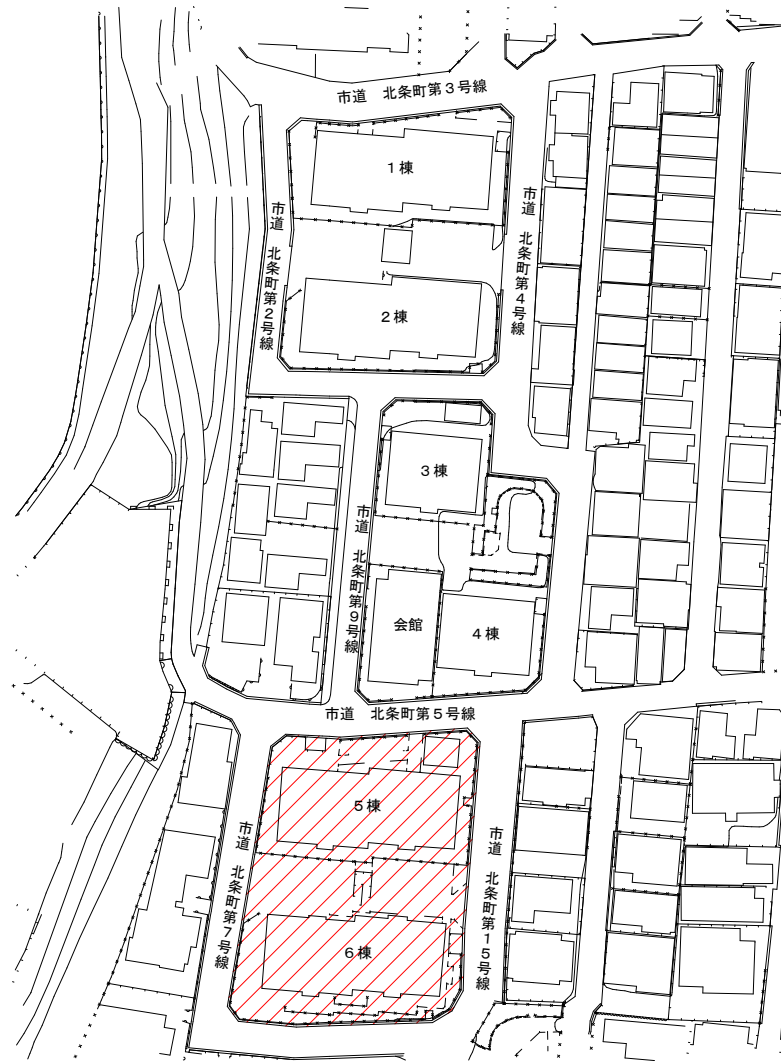 市道　北条町第３号線
１棟
市道　北条町第２号線
市道　北条町第４号線
２棟
３棟
市道　北条町第９号線
会館
４棟
市道　北条町第５号線
５棟
市道　北条町第７号線
市道　北条町第１５号線
６棟